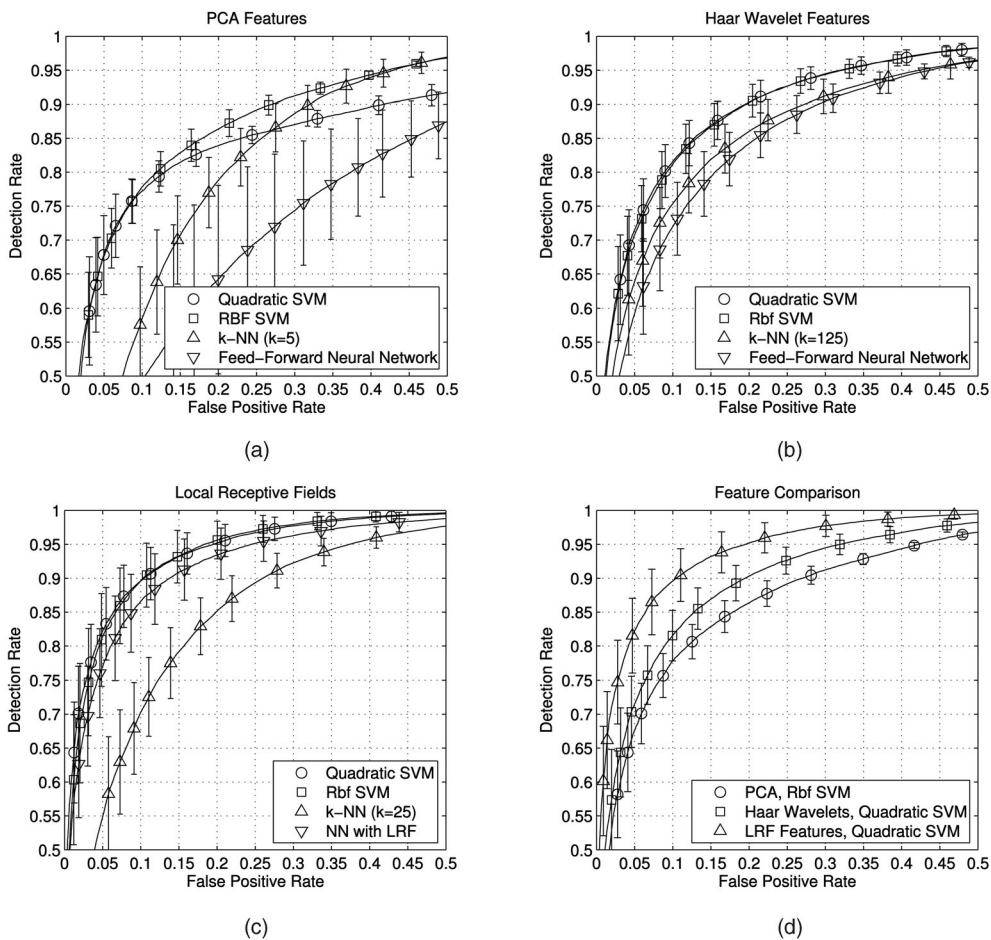 PCA Features
1
0.95
0.9
0.85
0.8
0.75
0.7
0.65
0.6
0.55
0.5
Detection Rate
Quadratic SVM
RBF SVM
k-NN (k=5)
Feed-Forward Neural Network
0 0.05 0.1 0.15 0.2 0.25 0.3 0.35 0.4 0.45 0.5
False Positive Rate
(a)
Haar Wavelet Features
1
0.95
0.9
0.85
0.8
0.75
0.7
0.65
0.6
0.55
0.5
Detection Rate
Quadratic SVM
Rbf SVM
k-NN (k=125)
Feed-Forward Neural Network
0 0.05 0.1 0.15 0.2 0.25 0.3 0.35 0.4 0.45 0.5
False Positive Rate
(b)
Local Receptive Fields
1
0.95
0.9
0.85
0.8
0.75
0.7
0.65
0.6
0.55
0.5
Detection Rate
Quadratic SVM
Rbf SVM
k-NN (k=25)
NN with LRF
0 0.05 0.1 0.15 0.2 0.25 0.3 0.35 0.4 0.45 0.5
False Positive Rate
(c)
Feature Comparison
1
0.95
0.9
0.85
0.8
0.75
0.7
0.65
0.6
0.55
0.5
Detection Rate
PCA, Rbf SVM
Haar Wavelets, Quadratic SVM
LRF Features, Quadratic SVM
0 0.05 0.1 0.15 0.2 0.25 0.3 0.35 0.4 0.45 0.5
False Positive Rate
(d)